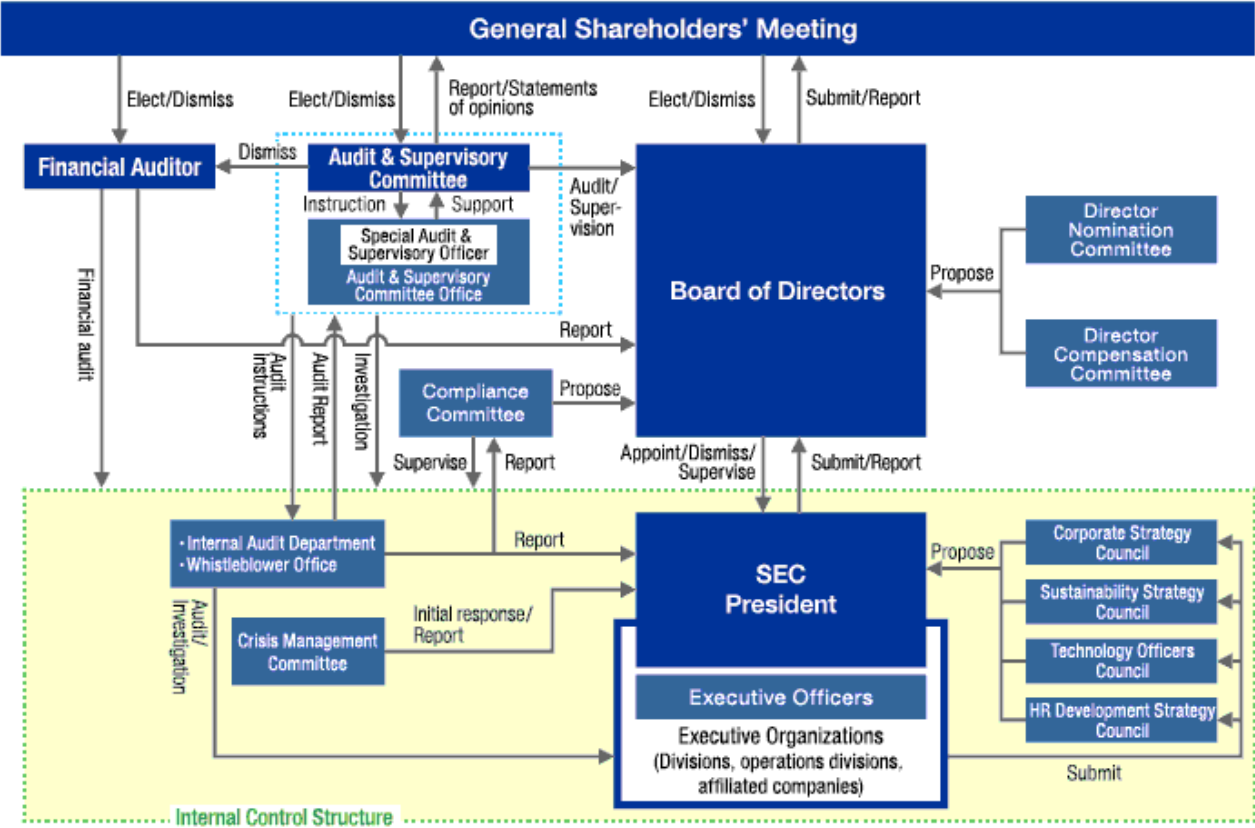 General Shareholders' Meeting
Elect/Dismiss
Elect/Dismiss
Report/Statements
of opinions
Elect/Dismiss
Submit/Report
Financial Auditor
Dismiss
Audit & Supervisory
Committee
Instruction
Support
Special Audit &
Supervisory Officer
Audit & Supervisory
Committee Office
Audit/
Super-
vision
Board of Directors
Propose
Director
Nomination
Committee
Director
Compensation
Committee
Financial audit
Report
Audit
instructions
Audit Report
Investigation
Compliance
Committee
Propose
Supervise
Report
Appoint/Dismiss/
Supervise
Submit/Report
・Internal Audit Department
・Whistleblower Office
Report
SEC
President
Propose
Corporate Strategy
Council
Sustainability Strategy
Council
Technology Officers
Council
HR Development Strategy
Council
Audit/
Investigation
Initial response/
Report
Crisis Management
Committee
Executive Officers
Executive Organizations
(Divisions, operations divisions,
affiliated companies)
Submit
Internal Control Structure